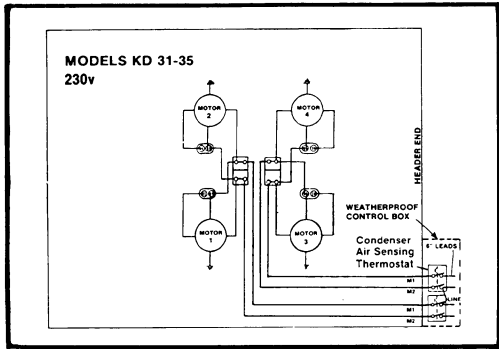 MODELS KD 31-35
230v
MOTOR
2
MOTOR
4
MOTOR
1
MOTOR
3
HEADER END
WEATHERPROOF
CONTROL BOX
6" LEADS
Condenser
Air Sensing
Thermostat
M1
M2
LINE
M1
M2